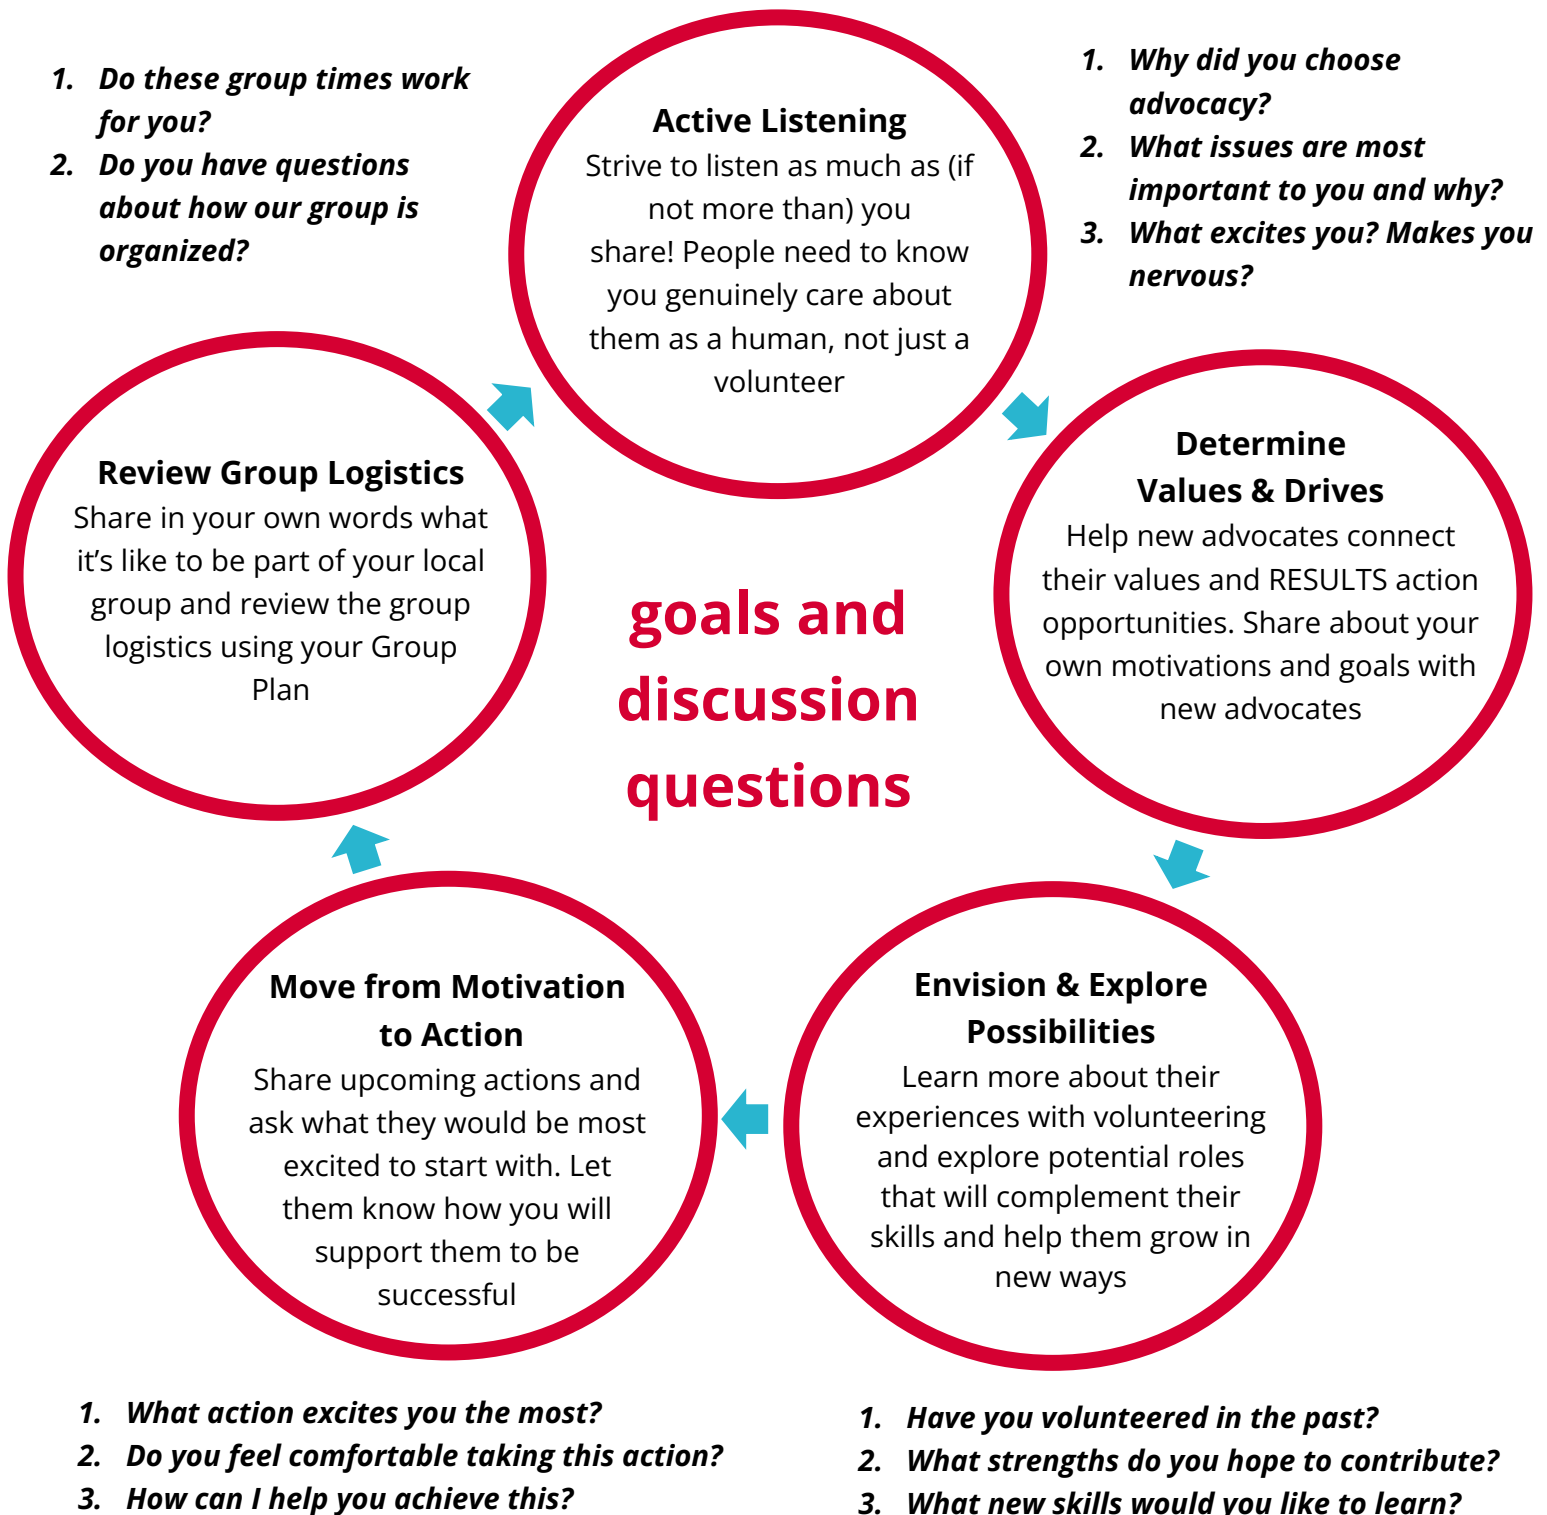 1. Do these group times work
for you?
2. Do you have questions
about how our group is
organized?
Active Listening
Strive to listen as much as (if
not more than) you
share! People need to know
you genuinely care about
them as a human, not just a
volunteer
1. Why did you choose
advocacy?
2. What issues are most
important to you and why?
3. What excites you? Makes you
nervous?
Review Group Logistics
Share in your own words what
it’s like to be part of your local
group and review the group
logistics using your Group
Plan
goals and
discussion
questions
Determine
Values & Drives
Help new advocates connect
their values and RESULTS action
opportunities. Share about your
own motivations and goals with
new advocates
Move from Motivation
to Action
Share upcoming actions and
ask what they would be most
excited to start with. Let
them know how you will
support them to be
successful
Envision & Explore
Possibilities
Learn more about their
experiences with volunteering
and explore potential roles
that will complement their
skills and help them grow in
new ways
1. What action excites you the most?
2. Do you feel comfortable taking this action?
3. How can I help you achieve this?
1. Have you volunteered in the past?
2. What strengths do you hope to contribute?
3. What new skills would you like to learn?